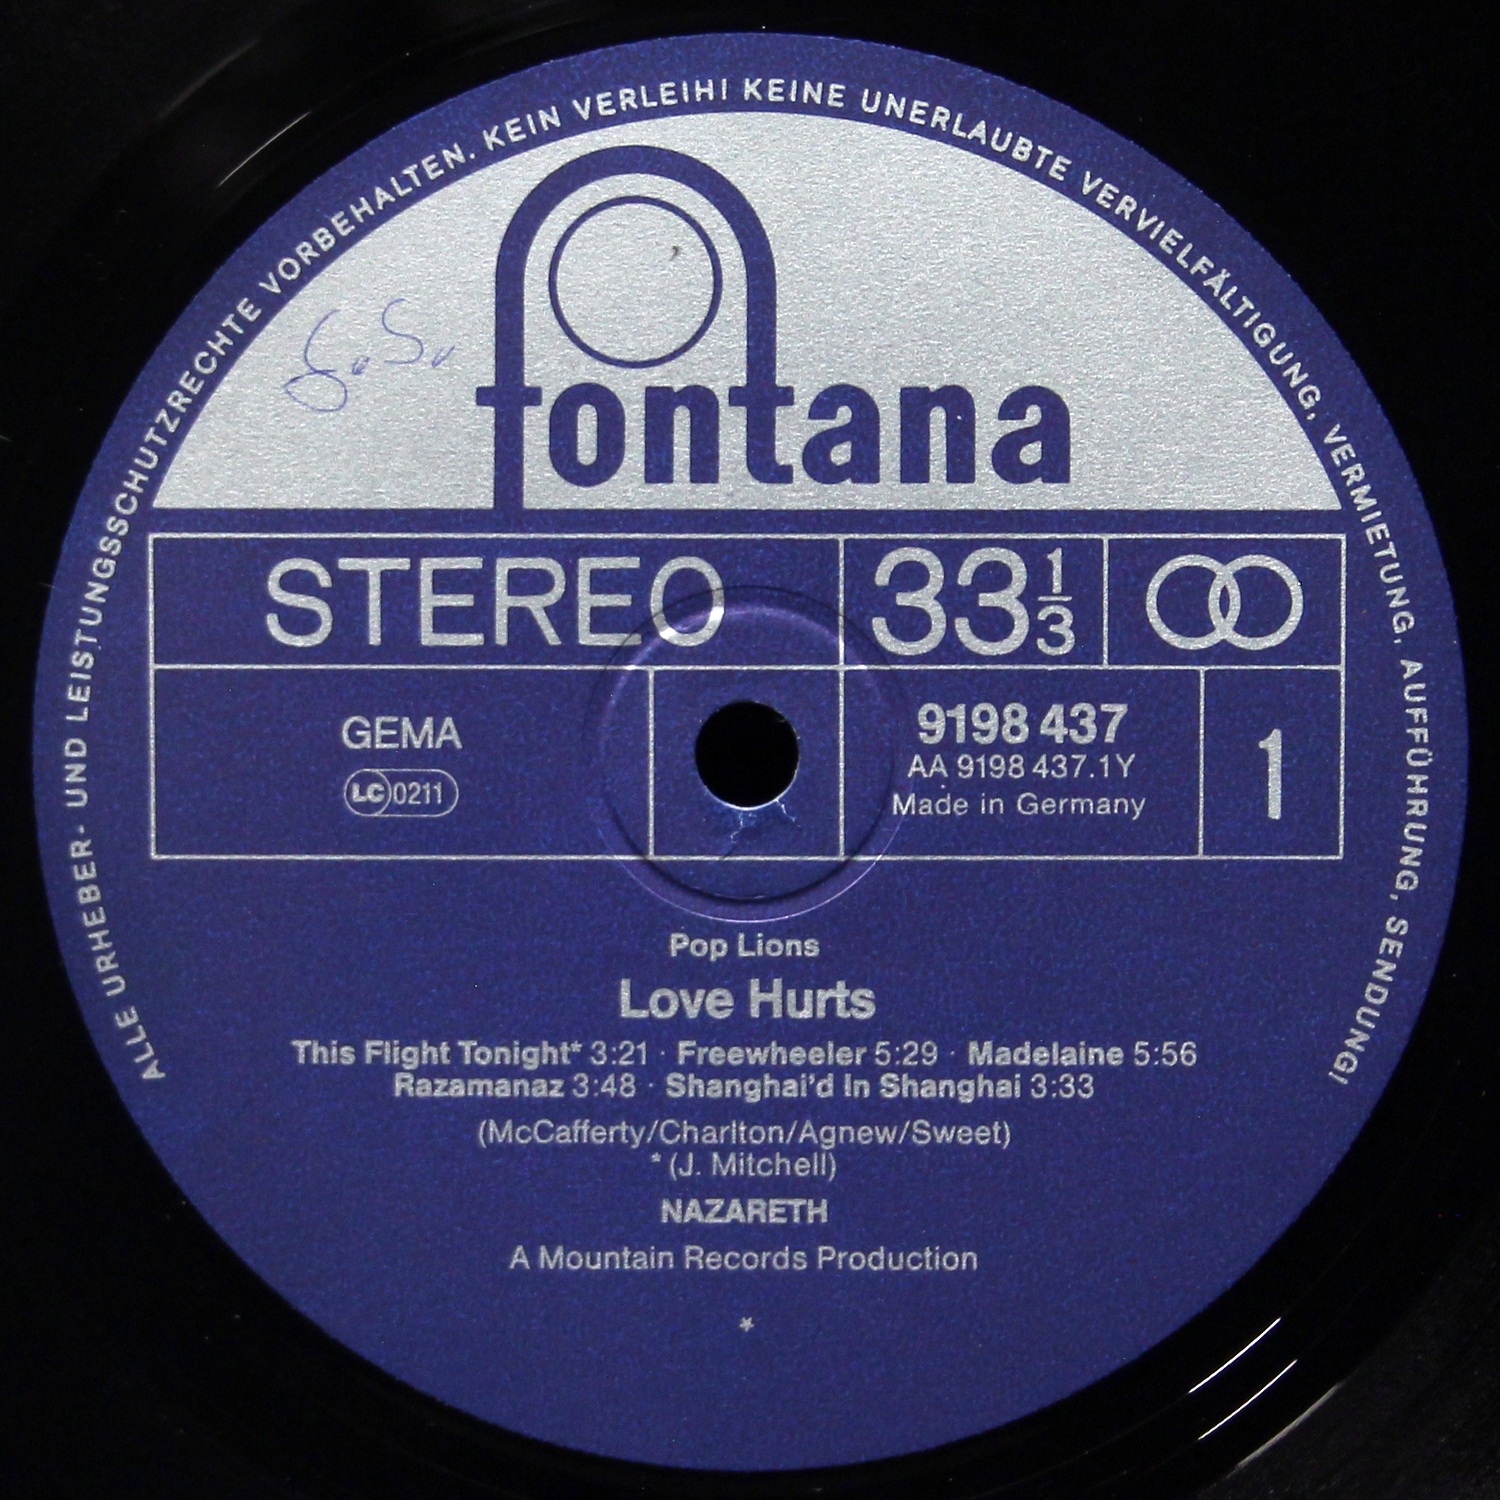 ALLE URHEBER- UND LEISTUNGSSCHUTZRECHTE VORBEHALTEN. KEIN VERLEIH! KEINE UNERLAUBTE VERVIELFÄLTIGUNG, VERMIETUNG, AUFFÜHRUNG, SENDUNG!
fontana
STEREO 33 1/3
GEMA
LC 0211
9198 437
AA 9198 437.1Y
Made in Germany
1
Pop Lions
Love Hurts
This Flight Tonight* 3:21 · Freewheeler 5:29 · Madelaine 5:56
Razamanaz 3:48 · Shanghai'd In Shanghai 3:33
(McCafferty/Charlton/Agnew/Sweet)
*(J. Mitchell)
NAZARETH
A Mountain Records Production
*